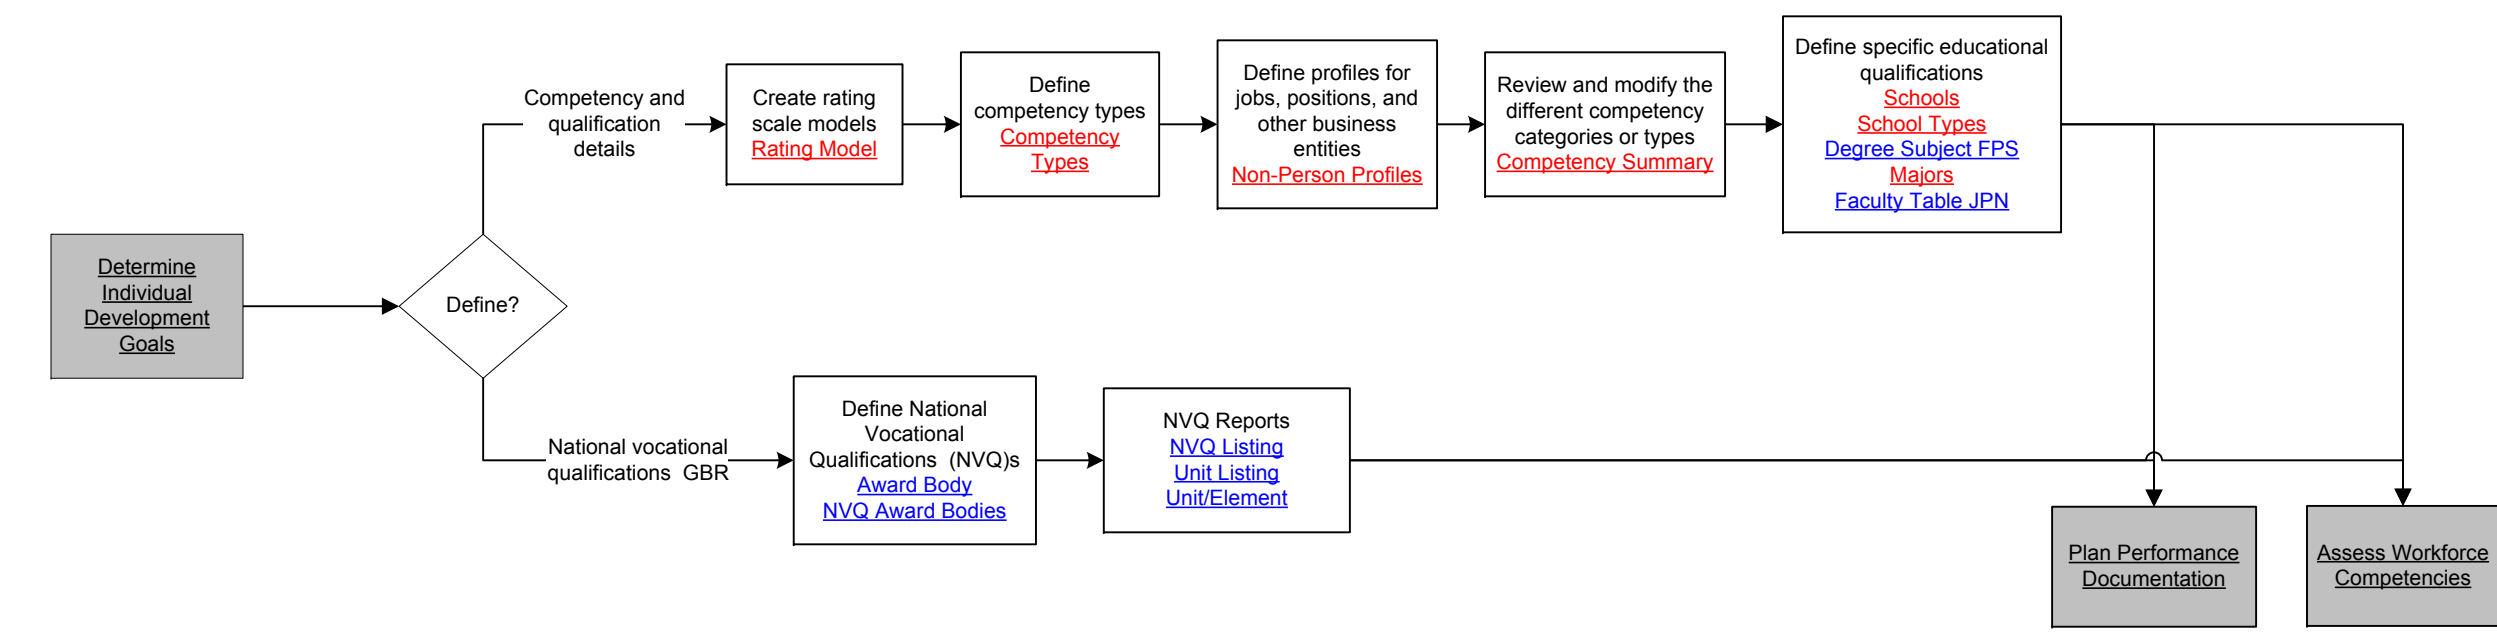 Determine
Individual
Development
Goals
Define?
Competency and
qualification
details
Create rating
scale models
Rating Model
Define
competency types
Competency
Types
Define profiles for
jobs, positions, and
other business
entities
Non-Person Profiles
Review and modify the
different competency
categories or types
Competency Summary
Define specific educational
qualifications
Schools
School Types
Degree Subject FPS
Majors
Faculty Table JPN
National vocational
qualifications  GBR
Define National
Vocational
Qualifications  (NVQ)s
Award Body
NVQ Award Bodies
NVQ Reports
NVQ Listing
Unit Listing
Unit/Element
Plan Performance
Documentation
Assess Workforce
Competencies